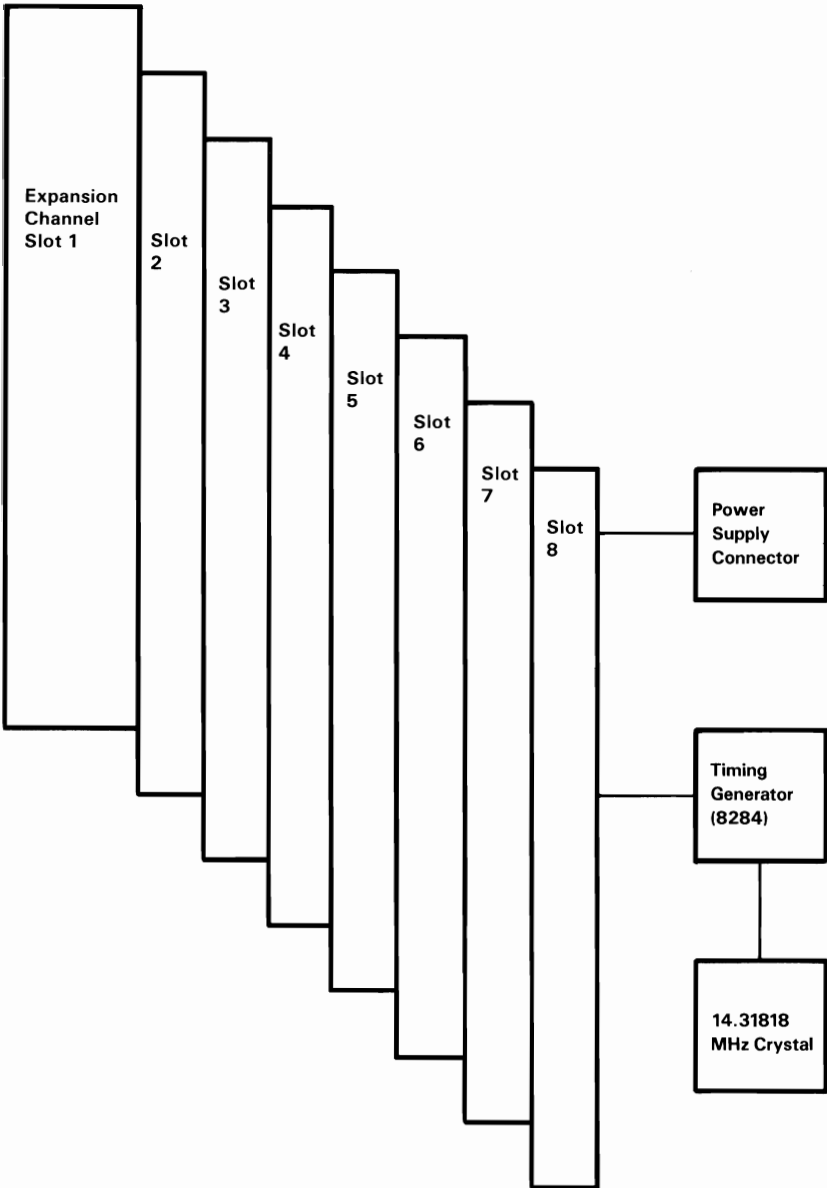 Expansion
Channel
Slot 1
Slot
2
Slot
3
Slot
4
Slot
5
Slot
6
Slot
7
Slot
8
Power
Supply
Connector
Timing
Generator
(8284)
14.31818
MHz Crystal